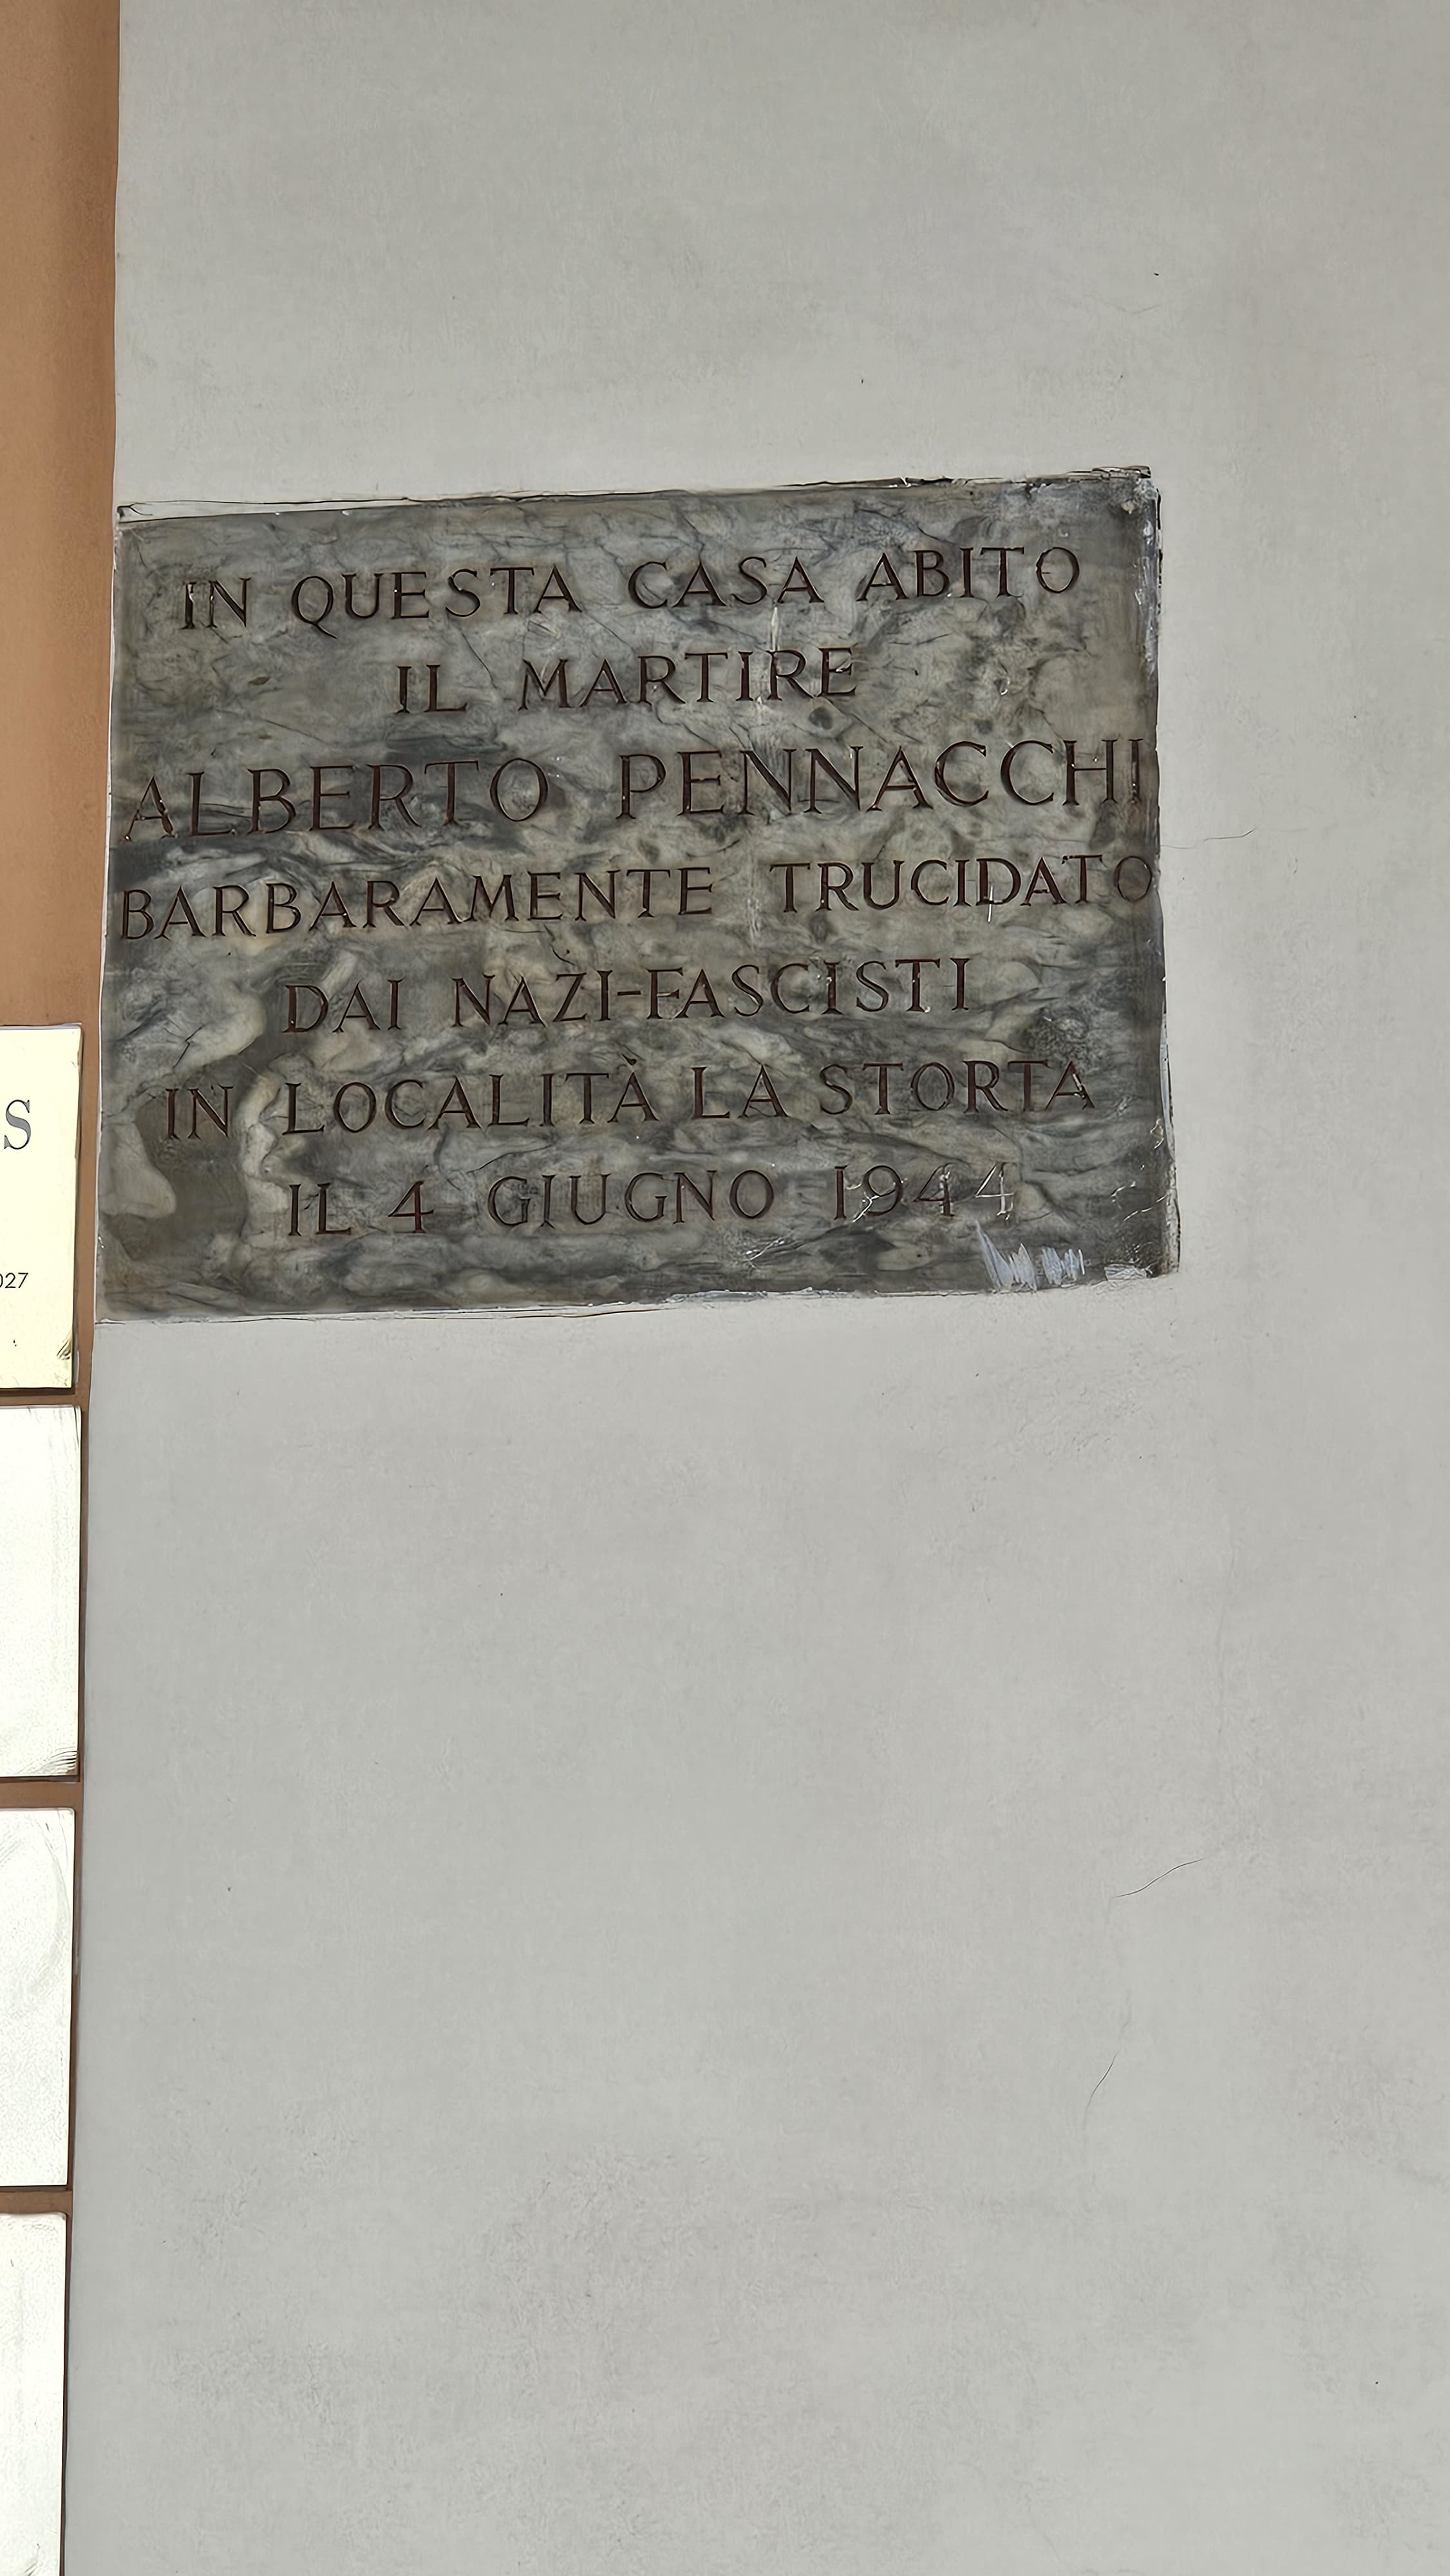 IN QUESTA CASA ABITO
IL MARTIRE
ALBERTO PENNACCHI
BARBARAMENTE TRUCIDATO
DAI NAZI-FASCISTI
IN LOCALITÀ LA STORTA
IL 4 GIUGNO 1944
S
027